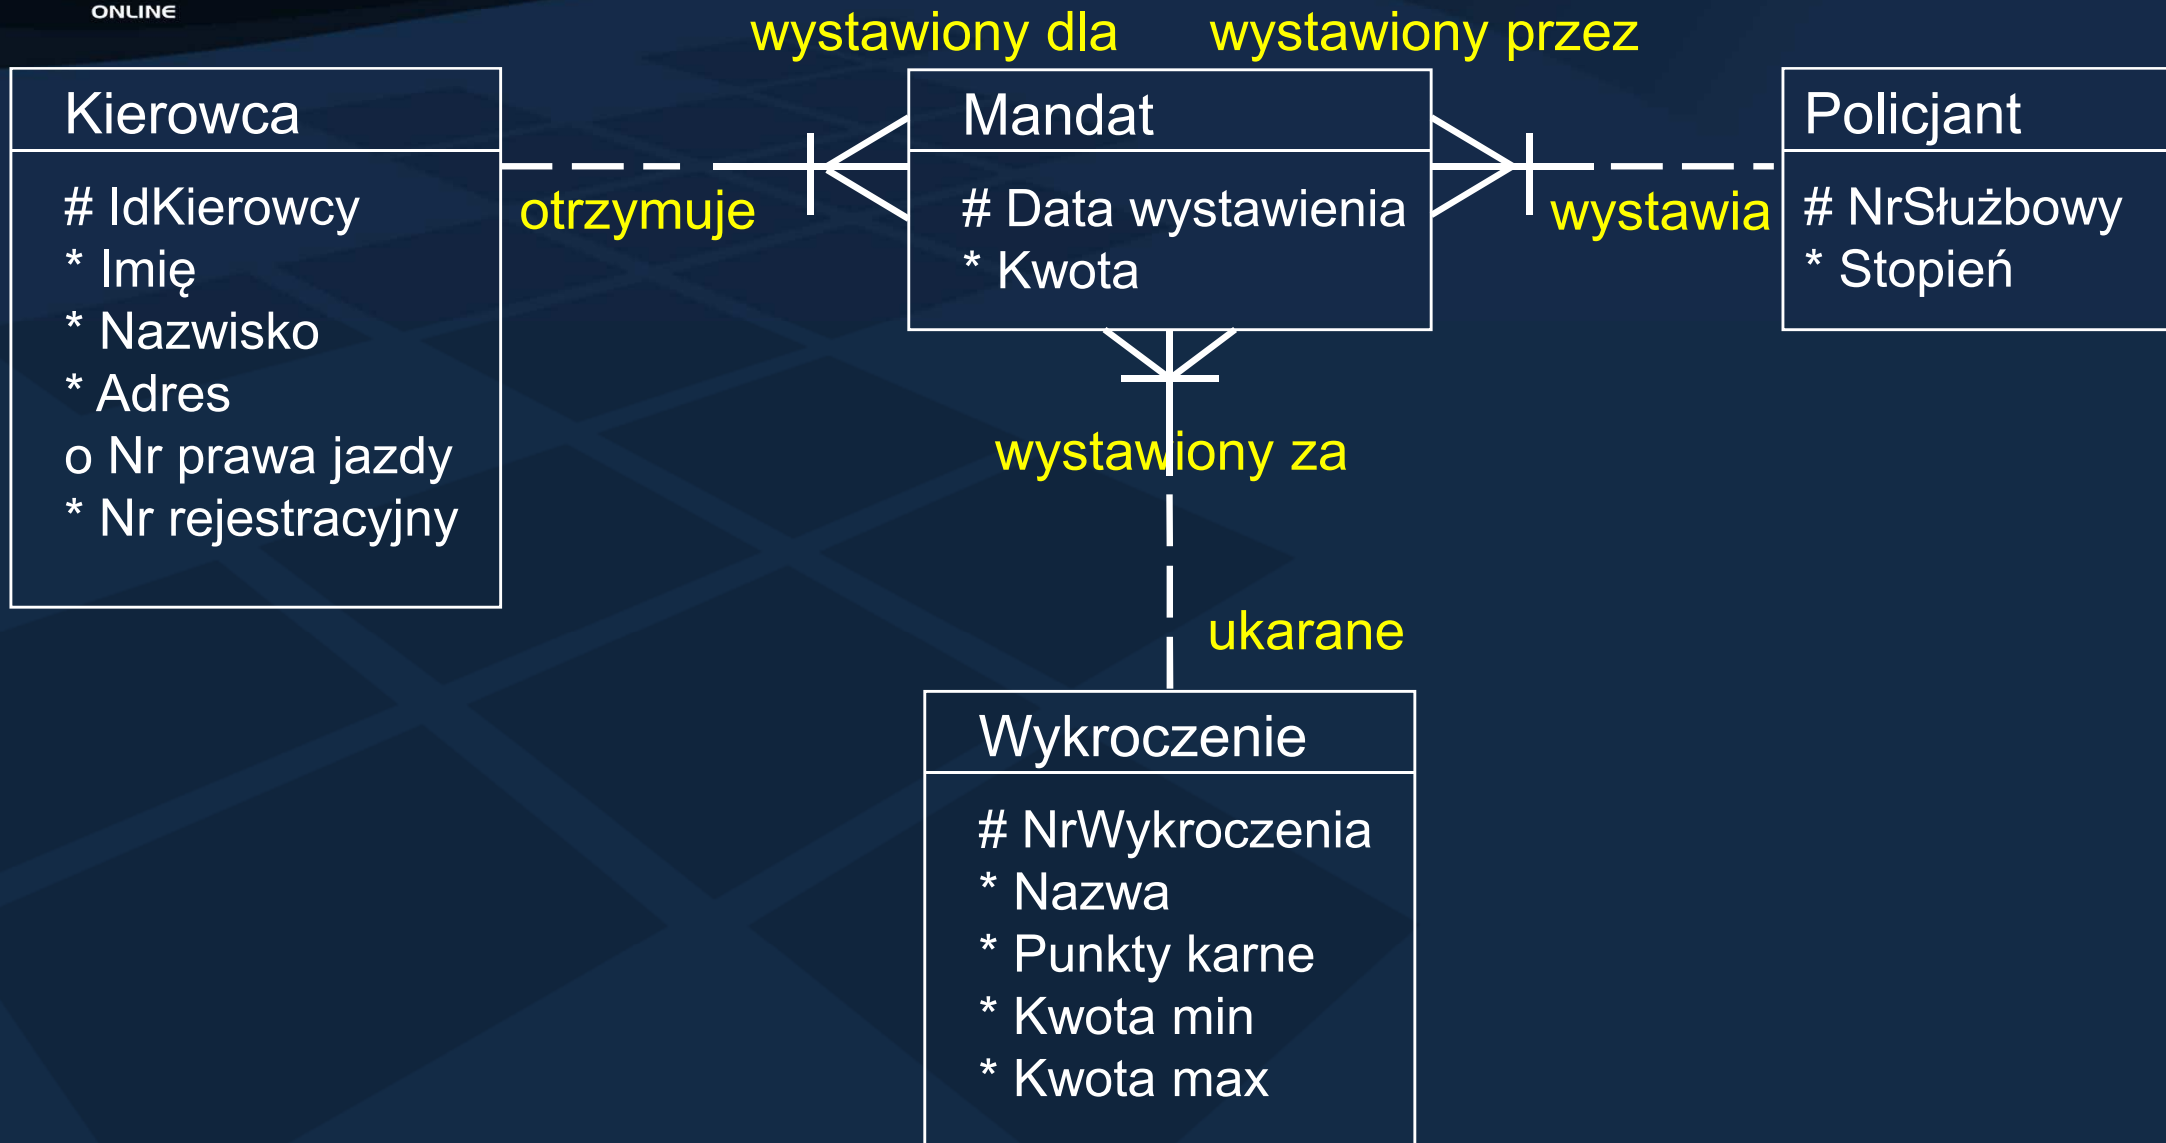 ONLINE
wystawiony dla
wystawiony przez
Kierowca
# IdKierowcy
* Imię
* Nazwisko
* Adres
o Nr prawa jazdy
* Nr rejestracyjny
otrzymuje
Mandat
# Data wystawienia
* Kwota
wystawia
Policjant
# NrSłużbowy
* Stopień
wystawiony za
ukarane
Wykroczenie
# NrWykroczenia
* Nazwa
* Punkty karne
* Kwota min
* Kwota max